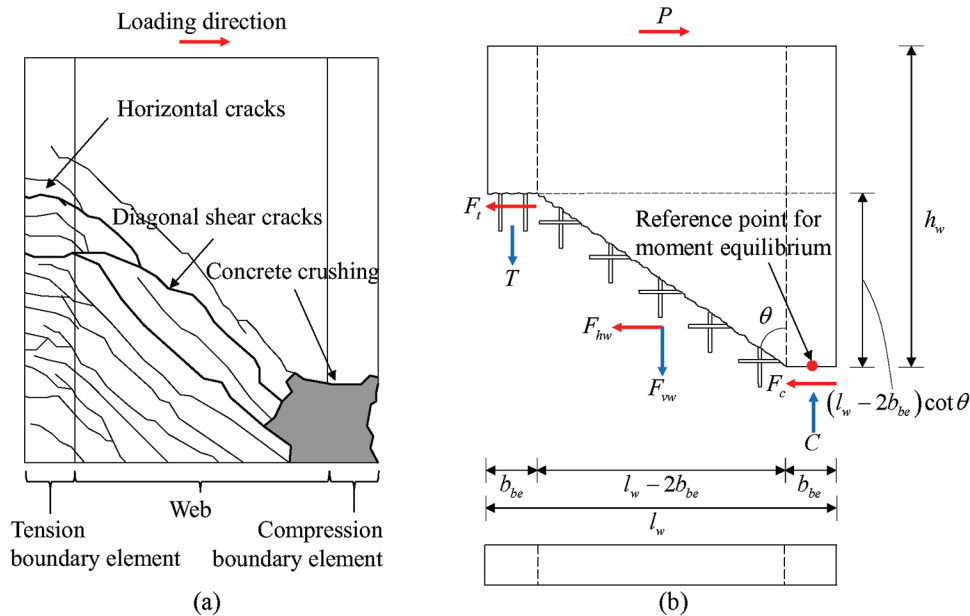 Loading direction
Horizontal cracks
Diagonal shear cracks
Concrete crushing
Web
Tension
boundary element
Compression
boundary element
(a)
P
F_t
T
Reference point for
moment equilibrium
h_w
θ
F_hw
F_vw
F_c
C
(l_w − 2b_be) cot θ
b_be
l_w − 2b_be
b_be
l_w
(b)